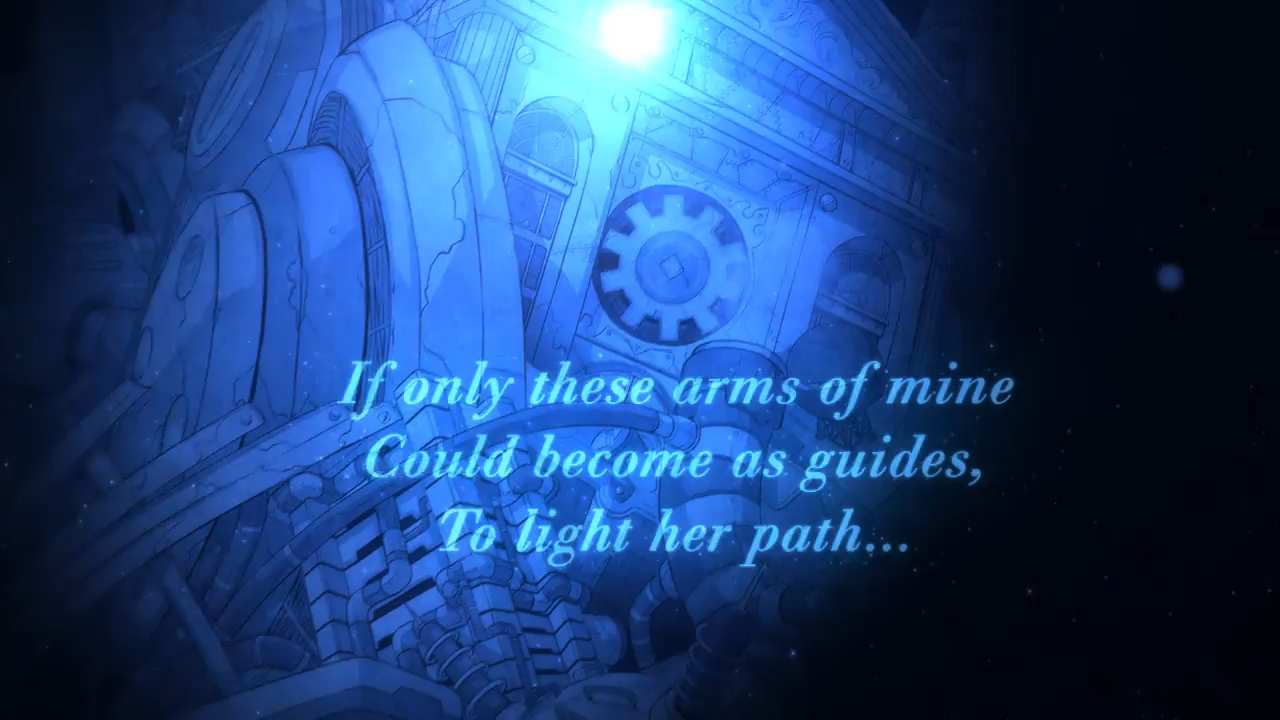 If only these arms of mine
Could become as guides,
To light her path...